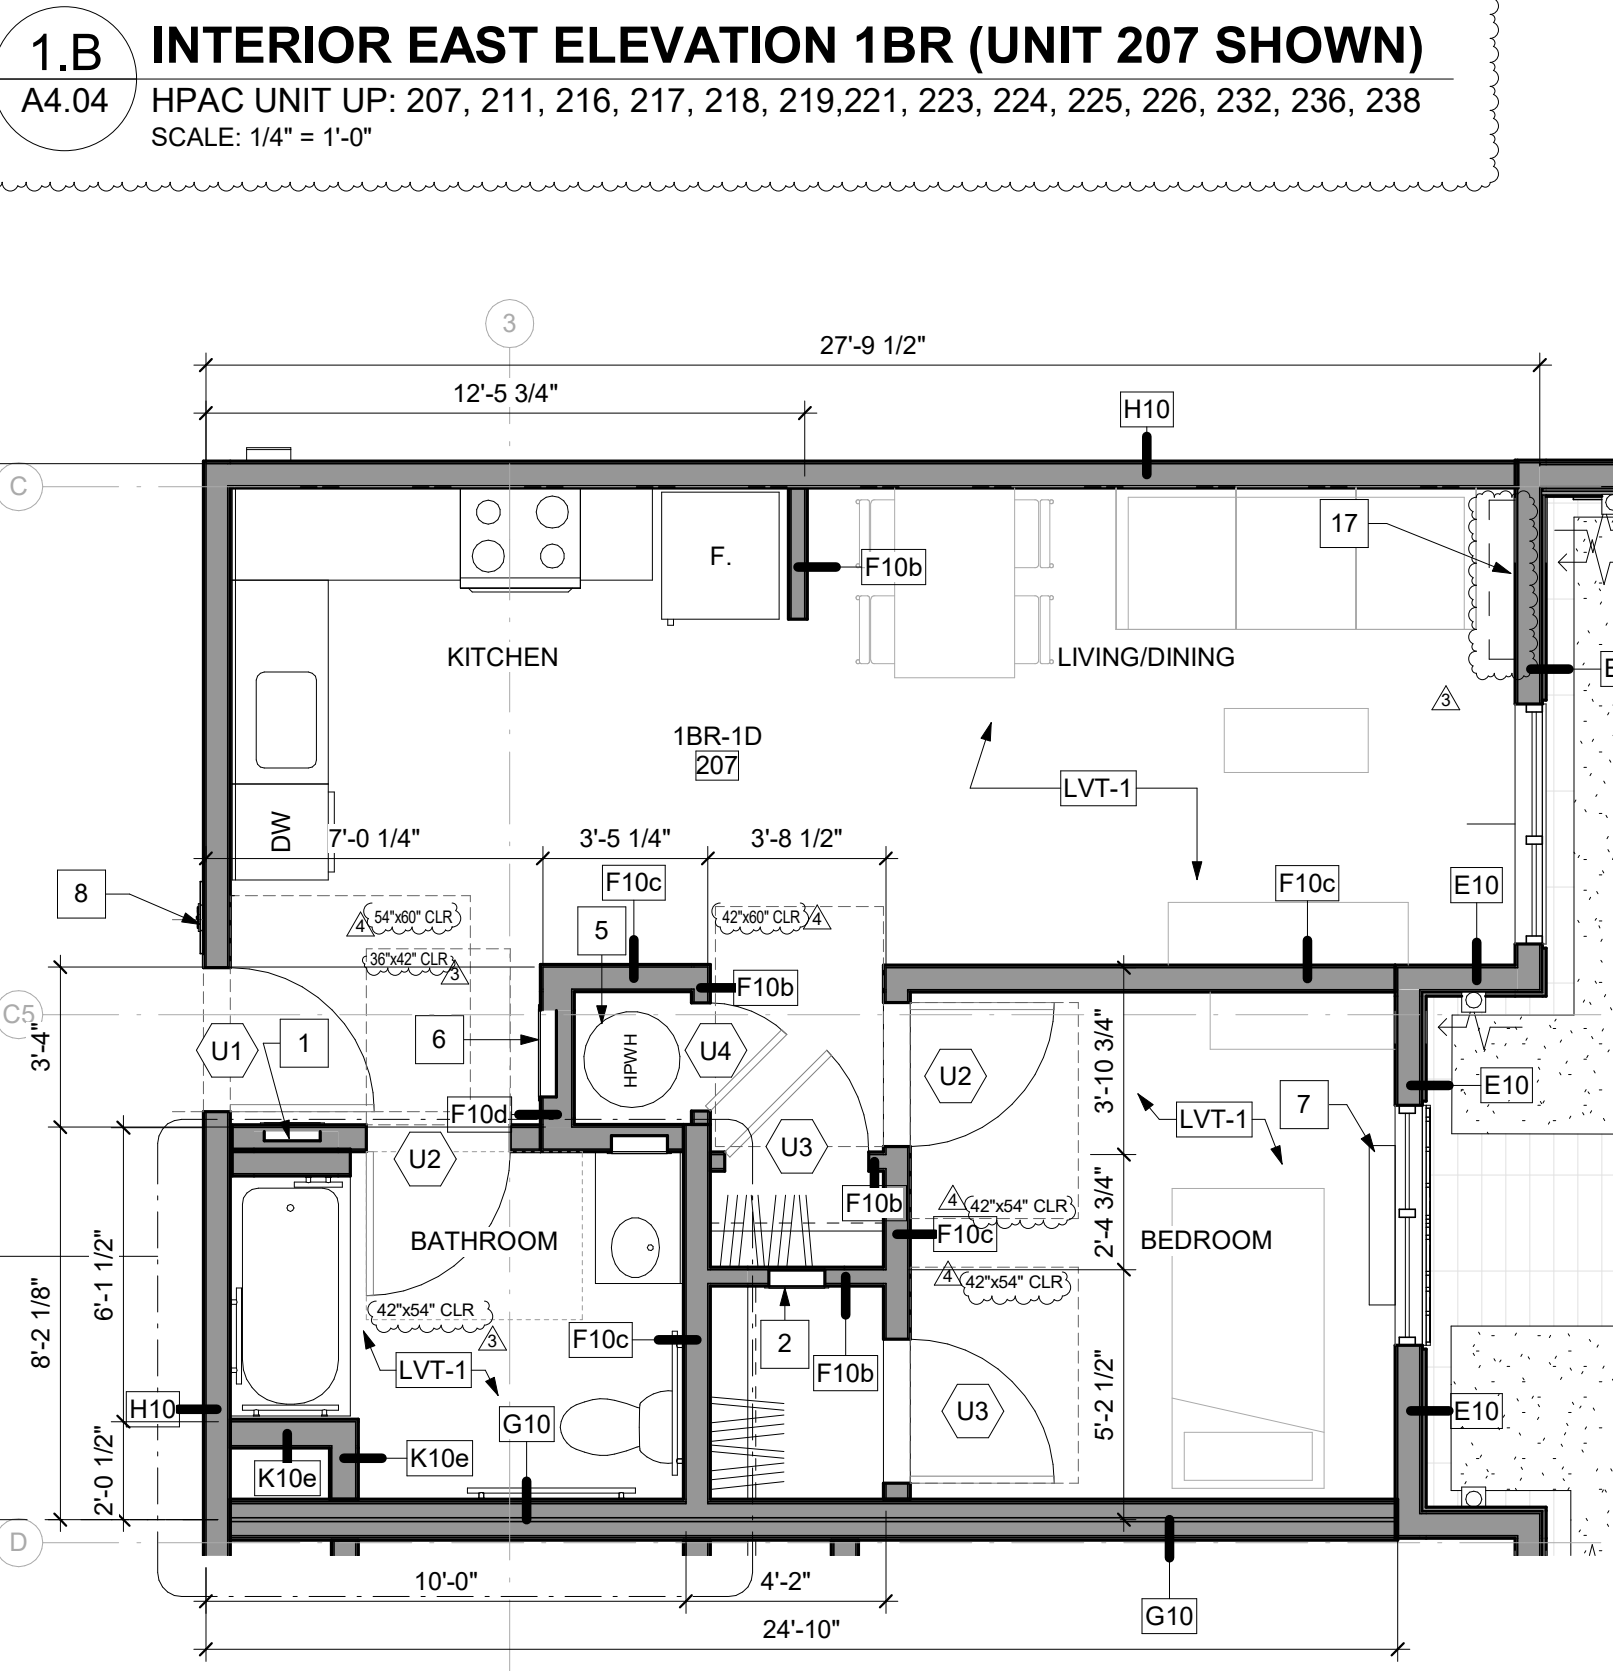 1.B
A4.04
INTERIOR EAST ELEVATION 1BR (UNIT 207 SHOWN)
HPAC UNIT UP: 207, 211, 216, 217, 218, 219,221, 223, 224, 225, 226, 232, 236, 238
SCALE: 1/4" = 1'-0"
3
27'-9 1/2"
12'-5 3/4"
H10
C
17
F.
F10b
KITCHEN
LIVING/DINING
E
3
1BR-1D
207
LVT-1
DW
7'-0 1/4"
3'-5 1/4"
3'-8 1/2"
8
F10c
F10c
E10
54"x60" CLR
4
5
42"x60" CLR
4
36"x42" CLR
3
F10b
C5
3'-4"
U1
1
6
HPWH
U4
U2
3'-10 3/4"
E10
F10d
LVT-1
7
U2
U3
F10b
4
42"x54" CLR
F10c
2'-4 3/4"
BATHROOM
BEDROOM
6'-1 1/2"
8'-2 1/8"
4
42"x54" CLR
42"x54" CLR
3
F10c
2
F10b
LVT-1
5'-2 1/2"
H10
G10
U3
E10
K10e
K10e
2'-0 1/2"
D
10'-0"
4'-2"
G10
24'-10"